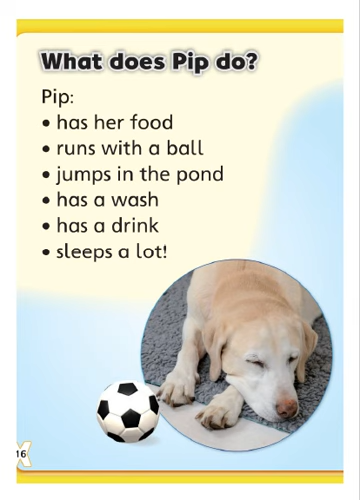 What does Pip do?
Pip:
• has her food
• runs with a ball
• jumps in the pond
• has a wash
• has a drink
• sleeps a lot!
16